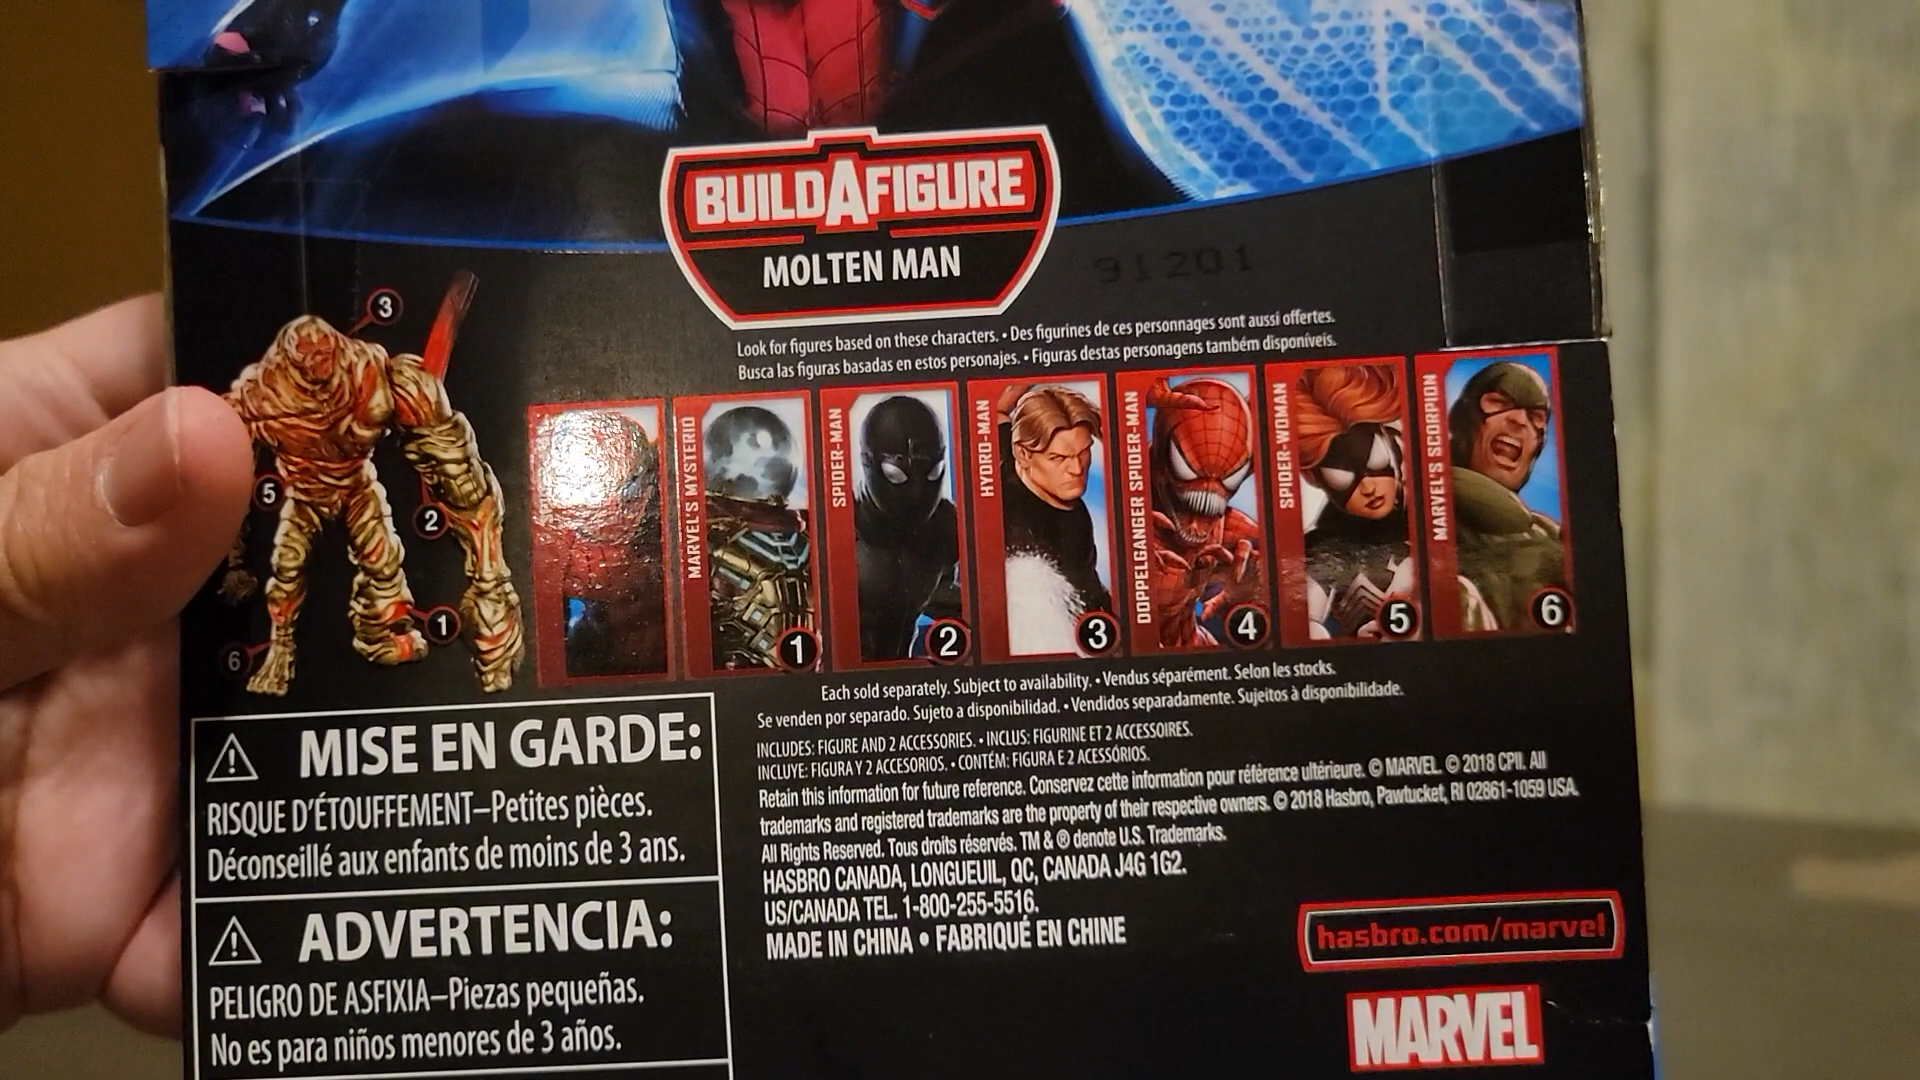 BUILDAFIGURE
MOLTEN MAN
91201
Look for figures based on these characters. • Des figurines de ces personnages sont aussi offertes.
Busca las figuras basadas en estos personajes. • Figuras destas personagens também disponíveis.
3
5
2
1
6
MARVEL'S MYSTERIO
1
SPIDER-MAN
2
HYDRO-MAN
3
DOPPELGANGER SPIDER-MAN
4
SPIDER-WOMAN
5
MARVEL'S SCORPION
6
Each sold separately. Subject to availability. • Vendus séparément. Selon les stocks.
Se venden por separado. Sujeto a disponibilidad. • Vendidos separadamente. Sujeitos à disponibilidade.
INCLUDES: FIGURE AND 2 ACCESSORIES. • INCLUS: FIGURINE ET 2 ACCESSOIRES.
INCLUYE: FIGURA Y 2 ACCESORIOS. • CONTÉM: FIGURA E 2 ACESSÓRIOS.
Retain this information for future reference. Conservez cette information pour référence ultérieure. © MARVEL. © 2018 CPII. All
trademarks and registered trademarks are the property of their respective owners. © 2018 Hasbro, Pawtucket, RI 02861-1059 USA.
All Rights Reserved. Tous droits réservés. TM & ® denote U.S. Trademarks.
HASBRO CANADA, LONGUEUIL, QC, CANADA J4G 1G2.
US/CANADA TEL. 1-800-255-5516.
MADE IN CHINA • FABRIQUÉ EN CHINE
MISE EN GARDE:
RISQUE D'ÉTOUFFEMENT–Petites pièces.
Déconseillé aux enfants de moins de 3 ans.
ADVERTENCIA:
PELIGRO DE ASFIXIA–Piezas pequeñas.
No es para niños menores de 3 años.
hasbro.com/marvel
MARVEL